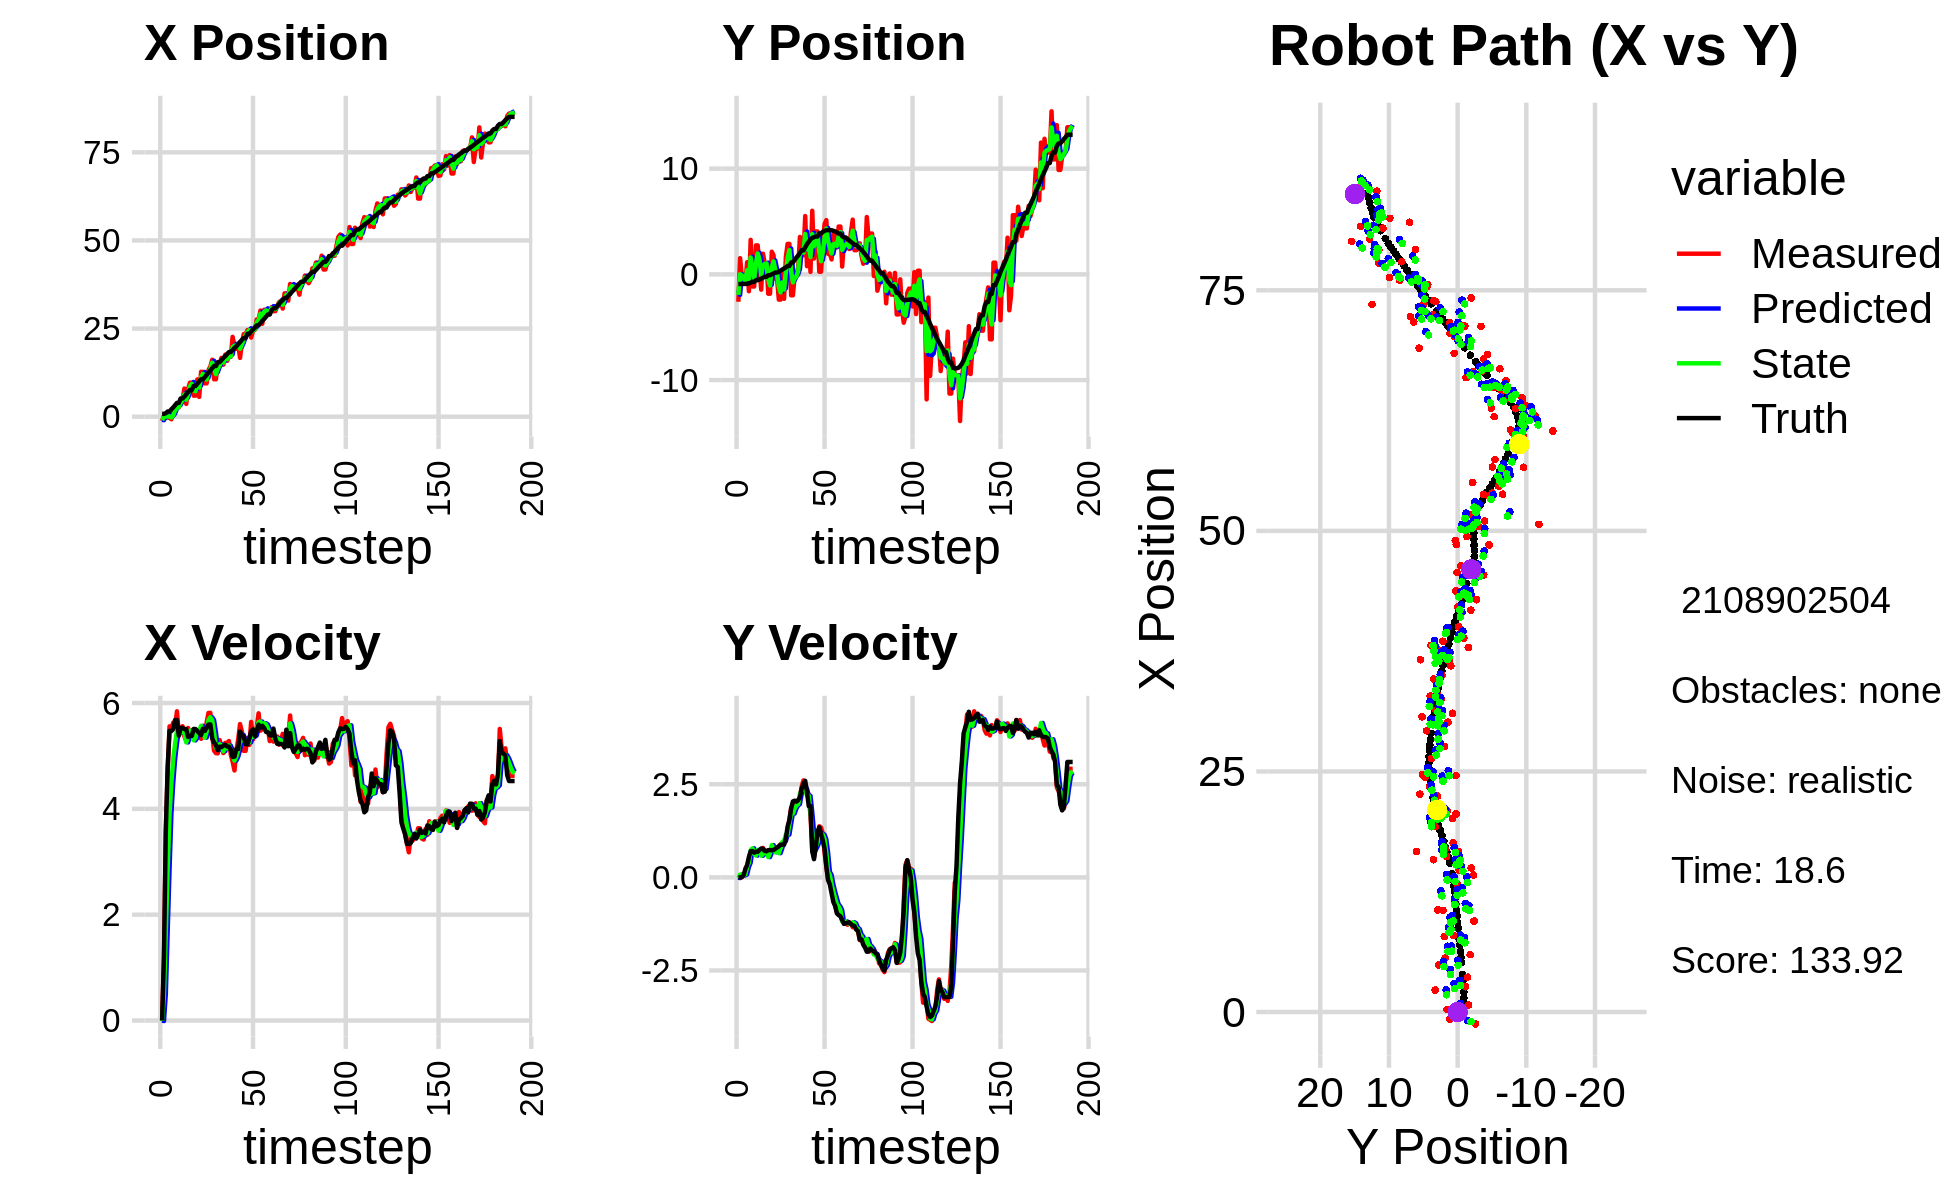 X Position
75
50
25
0
0 50 100 150 200
timestep
Y Position
10
0
-10
0 50 100 150 200
timestep
X Velocity
6
4
2
0
0 50 100 150 200
timestep
Y Velocity
2.5
0.0
-2.5
0 50 100 150 200
timestep
Robot Path (X vs Y)
X Position
75
50
25
0
20 10 0 -10 -20
Y Position
variable
Measured
Predicted
State
Truth
2108902504
Obstacles: none
Noise: realistic
Time: 18.6
Score: 133.92